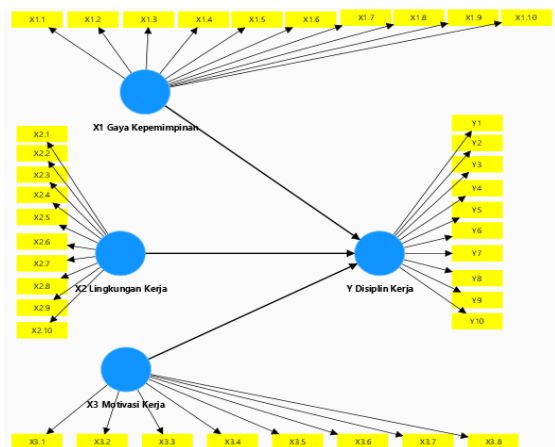 X1.1 X1.2 X1.3 X1.4 X1.5 X1.6 X1.7 X1.8 X1.9 X1.10
X1 Gaya Kepemimpinan
X2.1
X2.2
X2.3
X2.4
X2.5
X2.6
X2.7
X2.8
X2.9
X2.10
X2 Lingkungan Kerja
Y1
Y2
Y3
Y4
Y5
Y6
Y7
Y8
Y9
Y10
Y Disiplin Kerja
X3 Motivasi Kerja
X3.1 X3.2 X3.3 X3.4 X3.5 X3.6 X3.7 X3.8